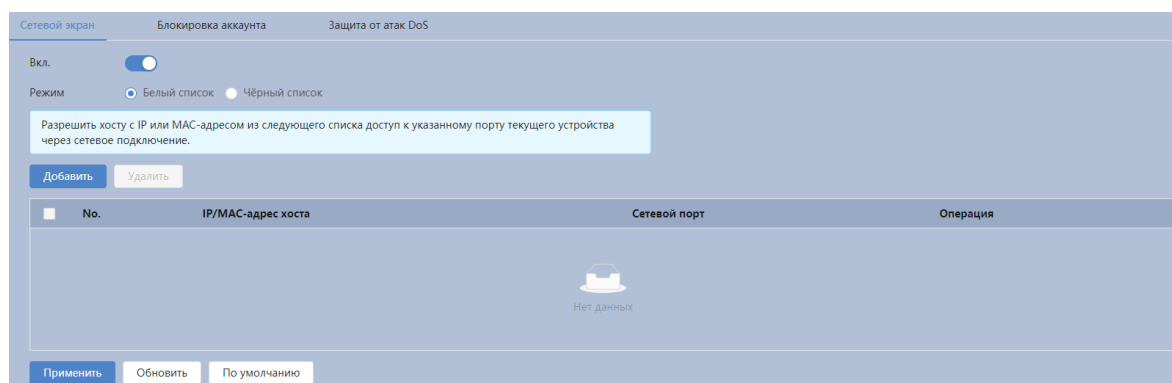 Сетевой экран Блокировка аккаунта Защита от атак DoS
Вкл.
Режим Белый список Чёрный список
Разрешить хосту с IP или MAC-адресом из следующего списка доступ к указанному порту текущего устройства
через сетевое подключение.
Добавить Удалить
No. IP/MAC-адрес хоста Сетевой порт Операция
Нет данных
Применить Обновить По умолчанию